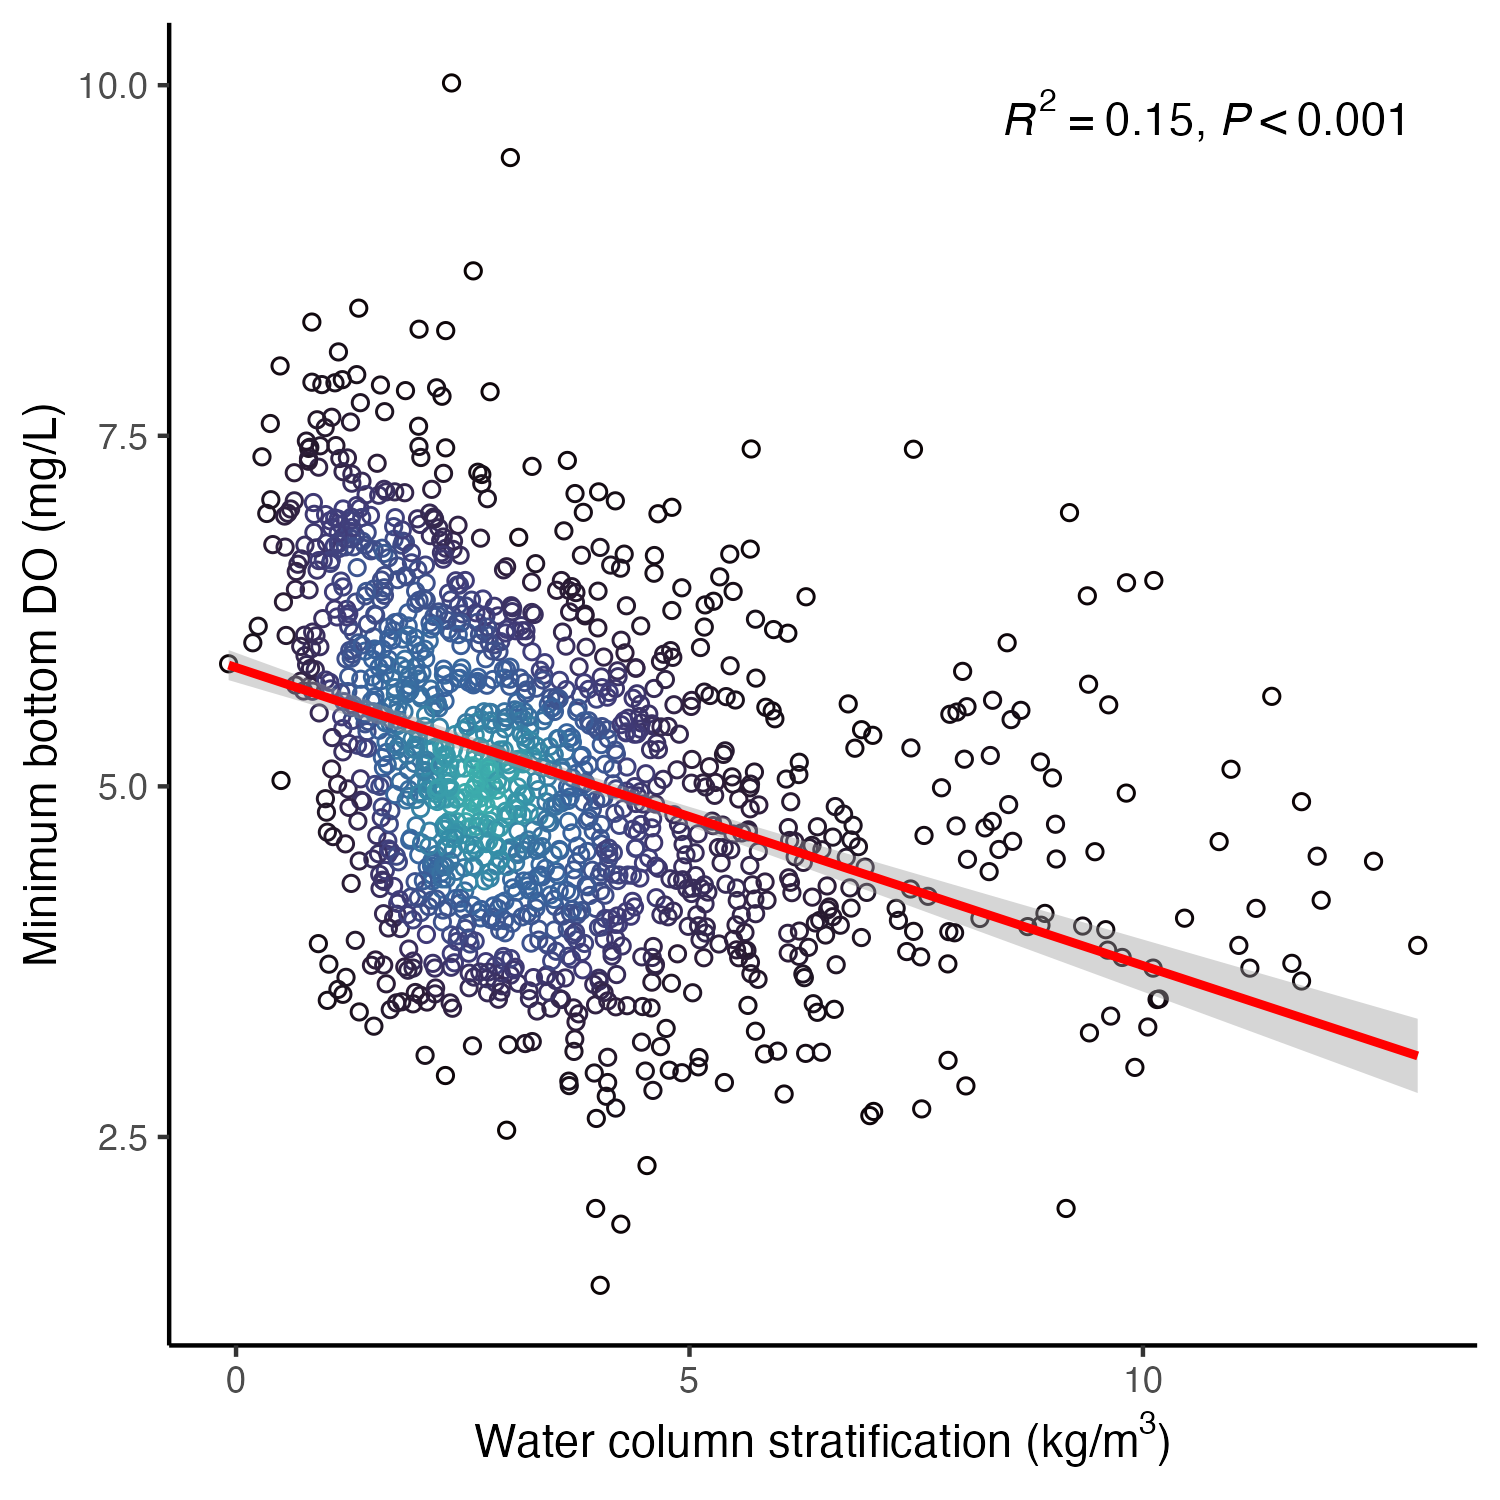 R² = 0.15, P < 0.001
10.0
7.5
5.0
2.5
Minimum bottom DO (mg/L)
0 5 10
Water column stratification (kg/m³)